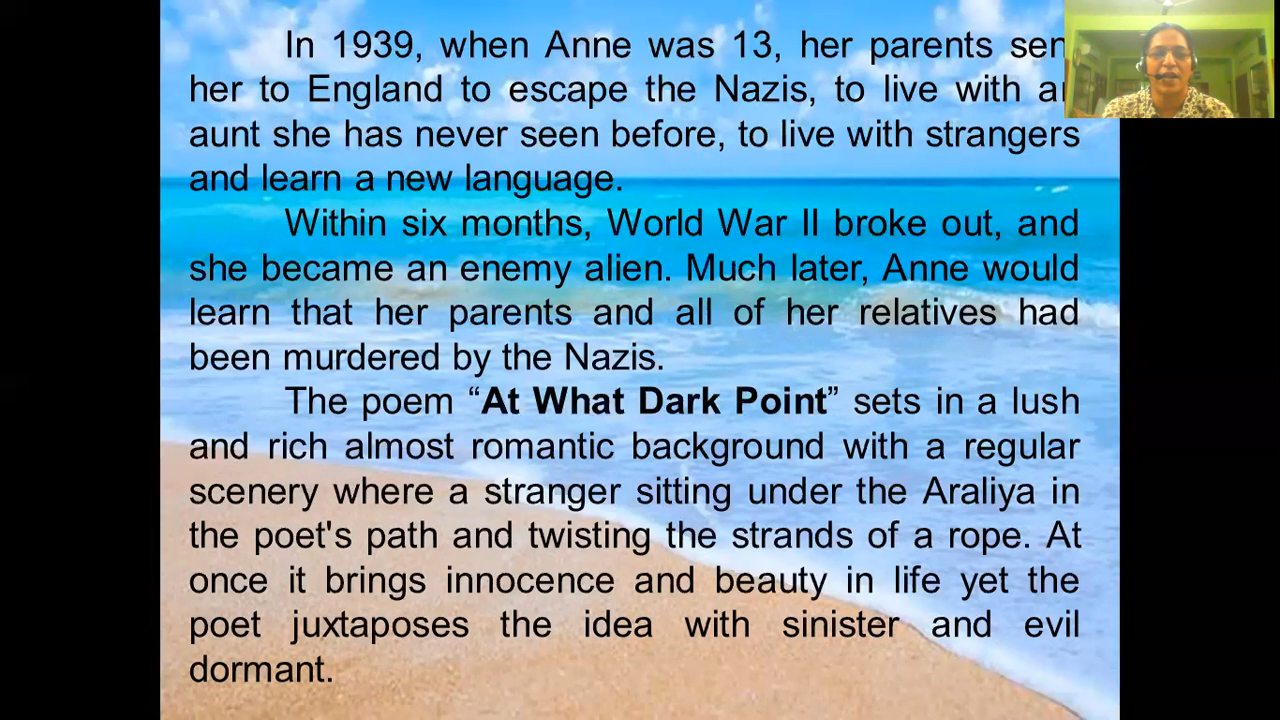 In 1939, when Anne was 13, her parents
her to England to escape the Nazis, to live with
aunt she has never seen before, to live with strangers
and learn a new language.
Within six months, World War II broke out, and
she became an enemy alien. Much later, Anne would
learn that her parents and all of her relatives had
been murdered by the Nazis.
The poem “At What Dark Point” sets in a lush
and rich almost romantic background with a regular
scenery where a stranger sitting under the Araliya in
the poet's path and twisting the strands of a rope. At
once it brings innocence and beauty in life yet the
poet juxtaposes the idea with sinister and evil
dormant.